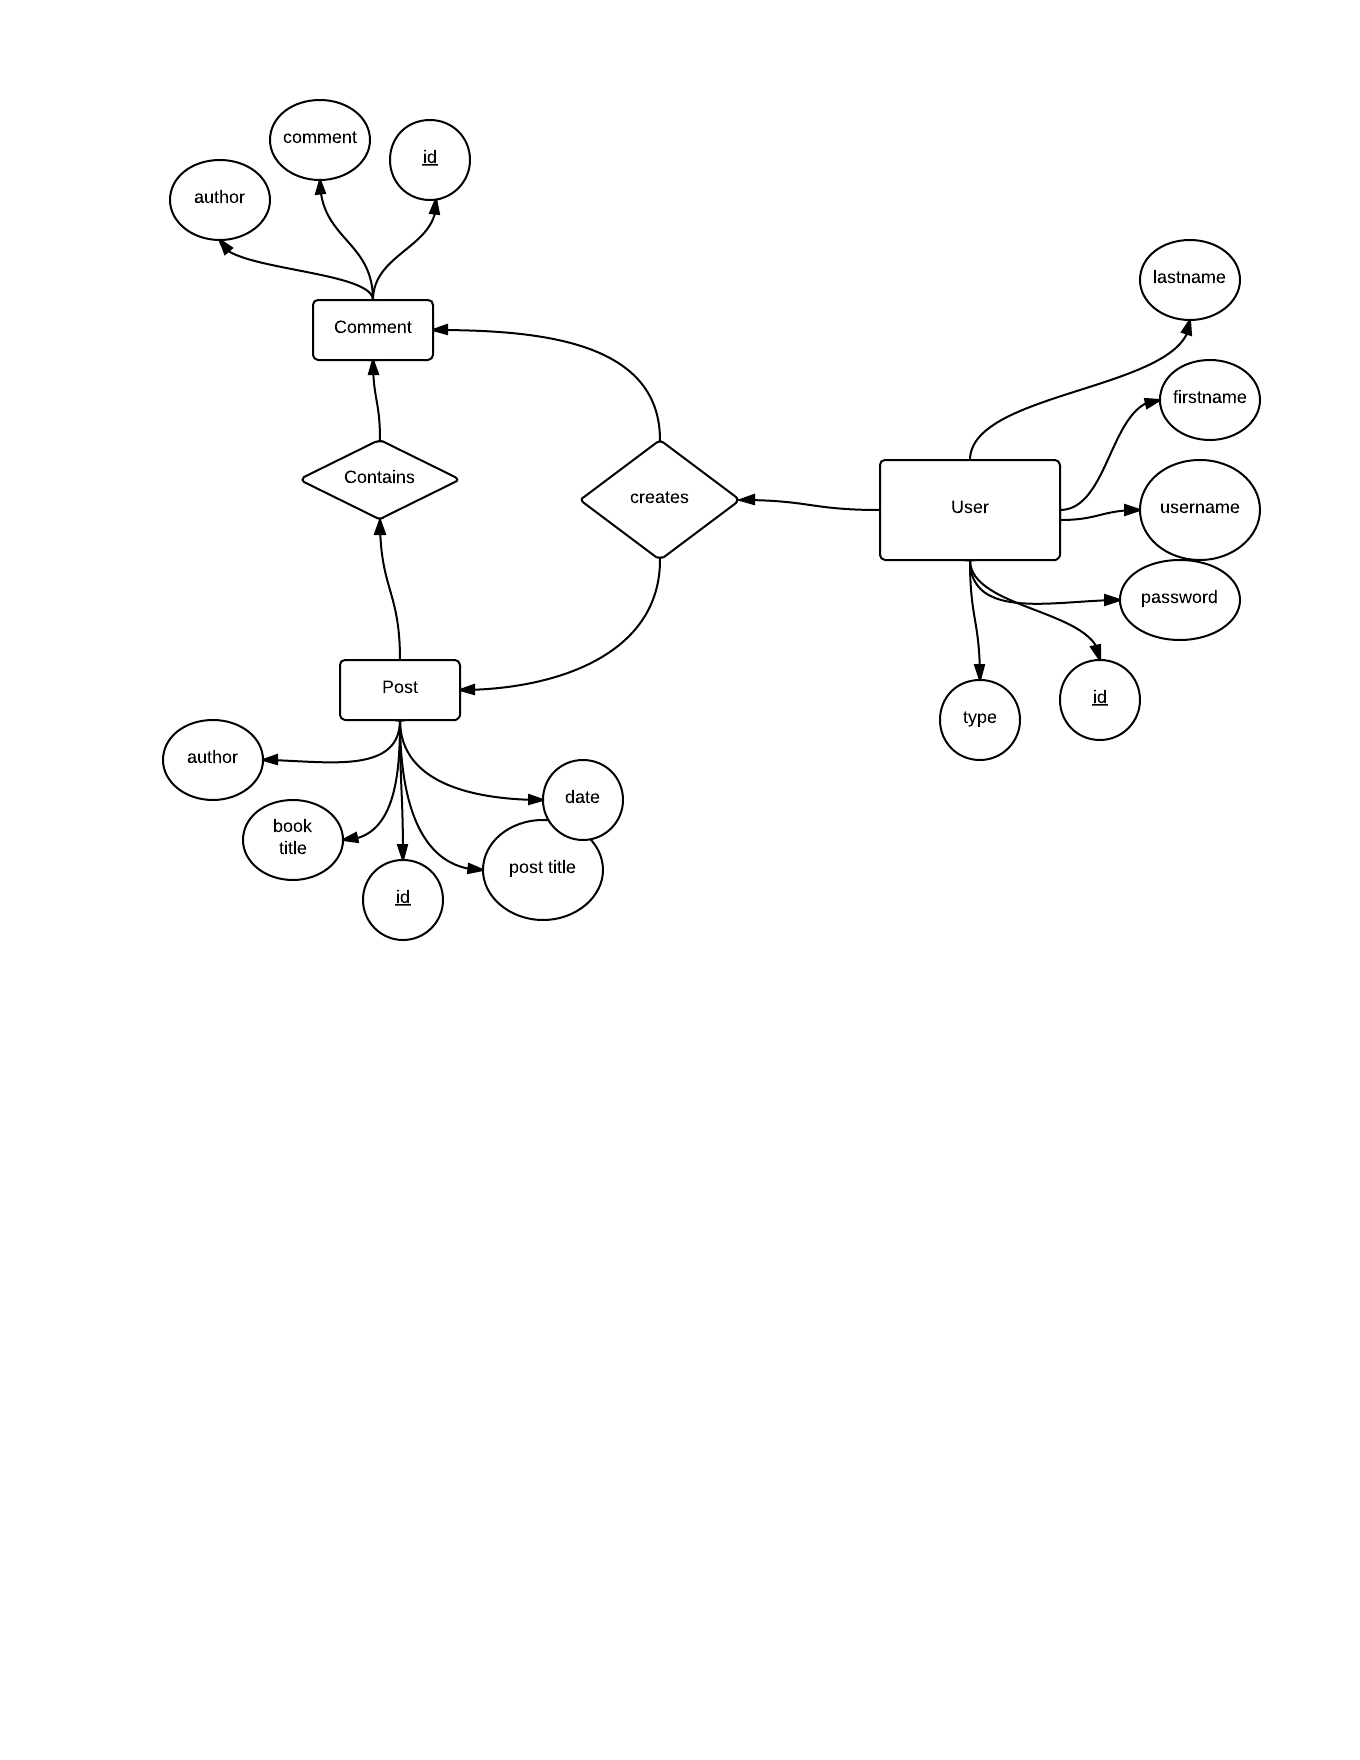 comment
id
author
lastname
Comment
firstname
Contains
creates
User
username
password
Post
type
id
author
date
book
title
post title
id